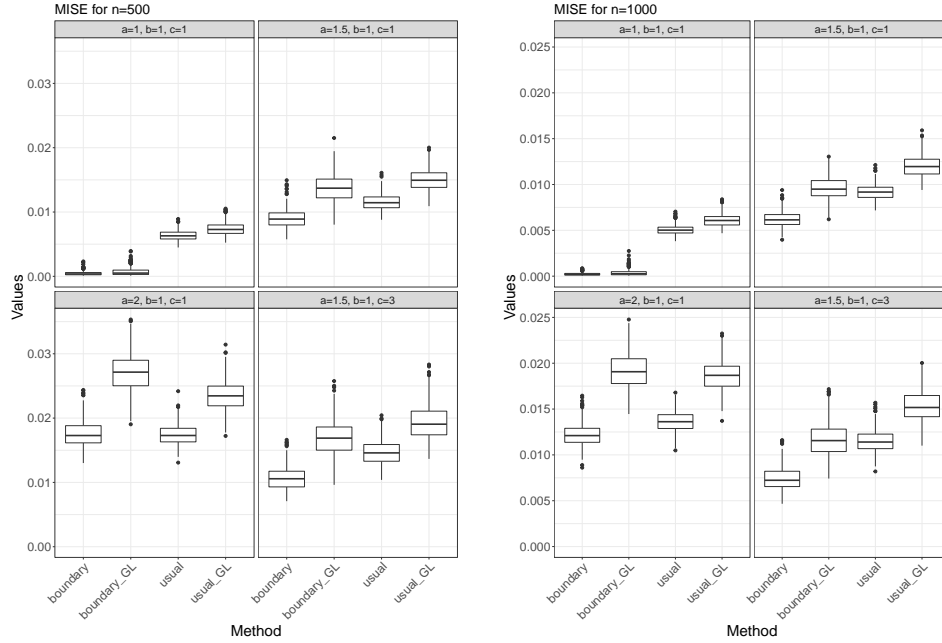 MISE for n=500
a=1, b=1, c=1
a=1.5, b=1, c=1
0.03
0.02
0.01
0.00
a=2, b=1, c=1
a=1.5, b=1, c=3
0.03
0.02
0.01
0.00
Values
boundary
boundary_GL
usual
usual_GL
boundary
boundary_GL
usual
usual_GL
Method
MISE for n=1000
a=1, b=1, c=1
a=1.5, b=1, c=1
0.025
0.020
0.015
0.010
0.005
0.000
a=2, b=1, c=1
a=1.5, b=1, c=3
0.025
0.020
0.015
0.010
0.005
0.000
Values
boundary
boundary_GL
usual
usual_GL
boundary
boundary_GL
usual
usual_GL
Method